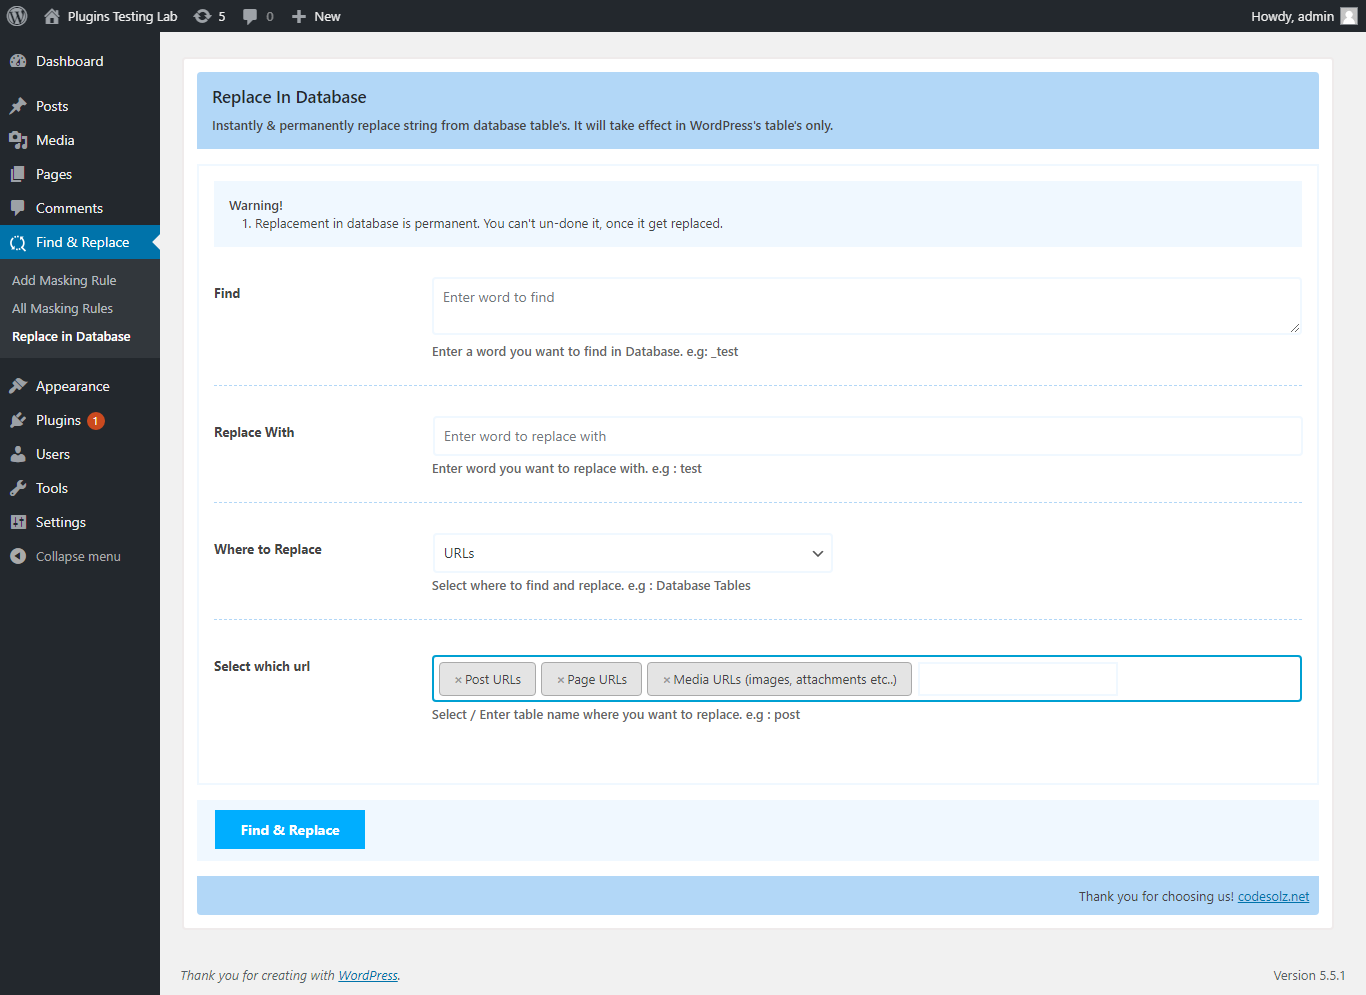 Plugins Testing Lab 5 0 New Howdy, admin
Dashboard
Posts
Media
Pages
Comments
Find & Replace
Add Masking Rule
All Masking Rules
Replace in Database
Appearance
Plugins 1
Users
Tools
Settings
Collapse menu
Replace In Database
Instantly & permanently replace string from database table's. It will take effect in WordPress's table's only.
Warning!
1. Replacement in database is permanent. You can't un-done it, once it get replaced.
Find
Enter word to find
Enter a word you want to find in Database. e.g: _test
Replace With
Enter word to replace with
Enter word you want to replace with. e.g : test
Where to Replace
URLs
Select where to find and replace. e.g : Database Tables
Select which url
× Post URLs × Page URLs × Media URLs (images, attachments etc..)
Select / Enter table name where you want to replace. e.g : post
Find & Replace
Thank you for choosing us! codesolz.net
Thank you for creating with WordPress.
Version 5.5.1